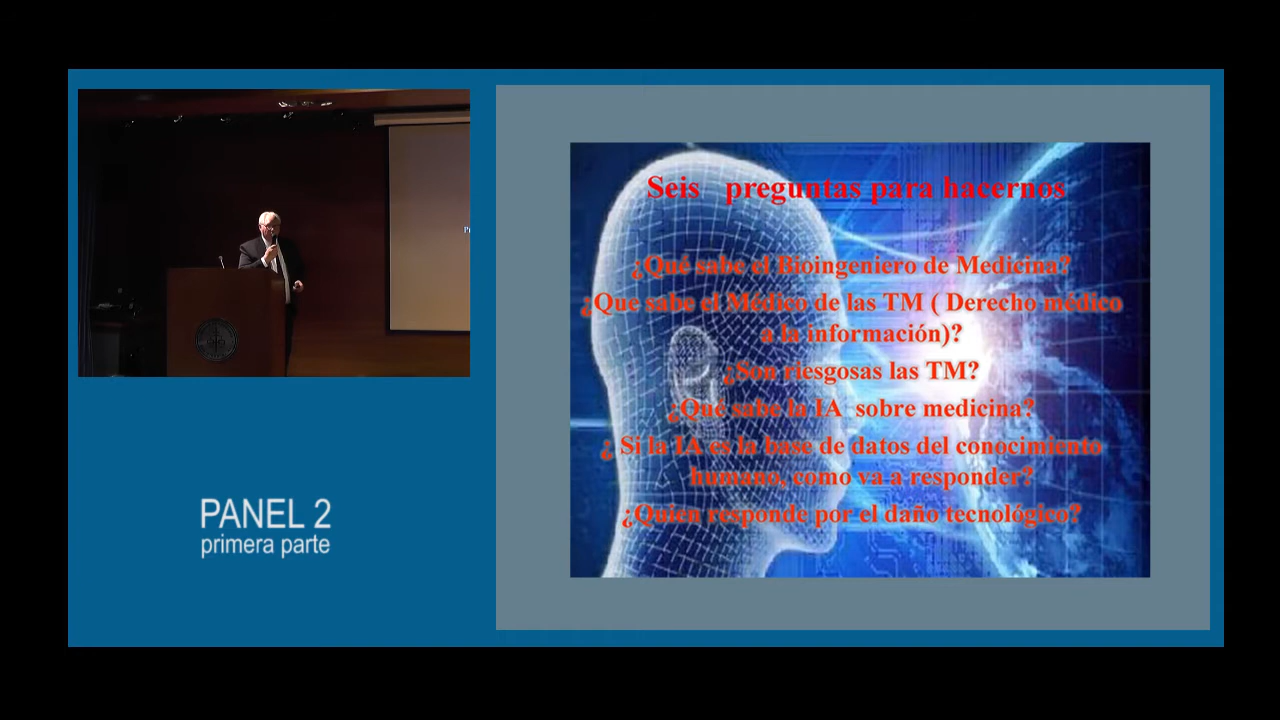 PANEL 2
primera parte
Seis preguntas para hacernos
¿Qué sabe el Bioingeniero de Medicina?
¿Que sabe el Médico de las TM ( Derecho médico
a la información)?
¿Son riesgosas las TM?
¿Qué sabe la IA sobre medicina?
¿ Si la IA es la base de datos del conocimiento
humano, como va a responder?
¿Quien responde por el daño tecnológico?